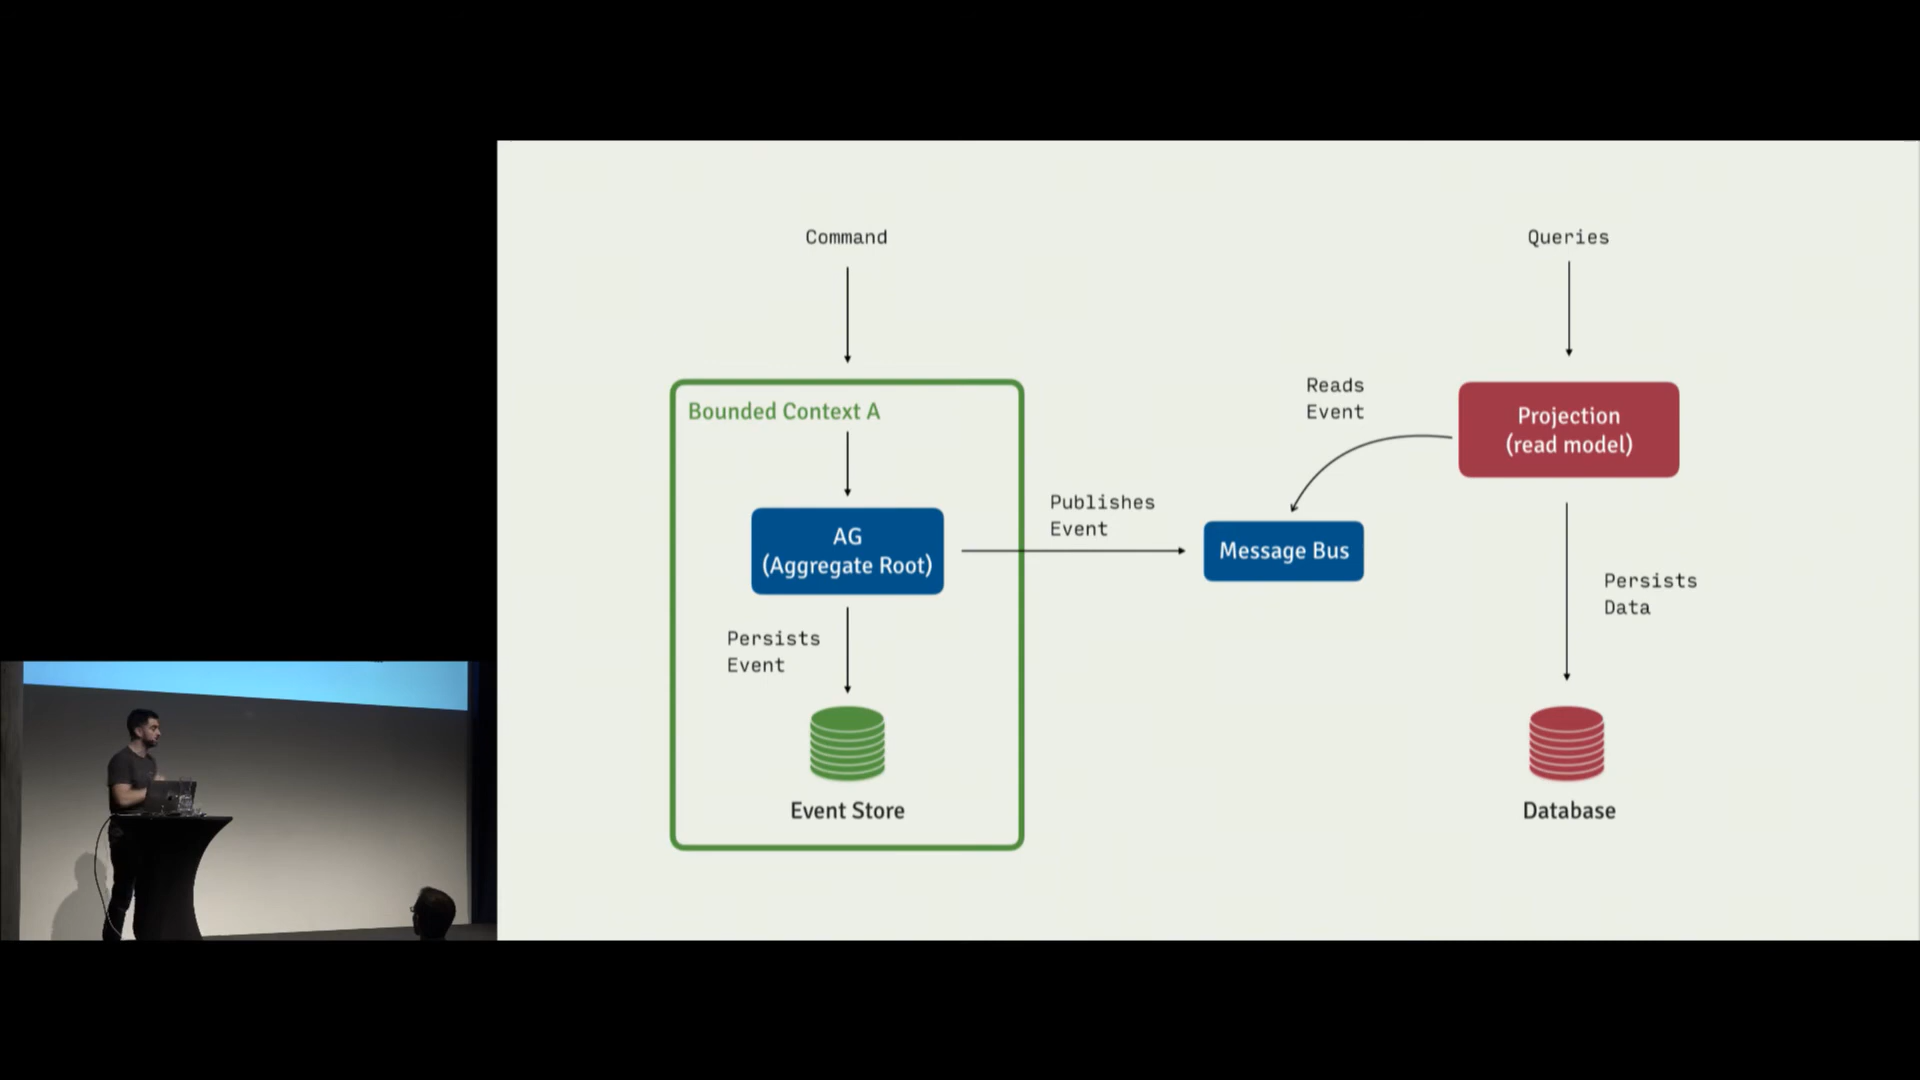 Command
Queries
Reads
Event
Projection
(read model)
Bounded Context A
Publishes
Event
AG
(Aggregate Root)
Message Bus
Persists
Data
Persists
Event
Event Store
Database